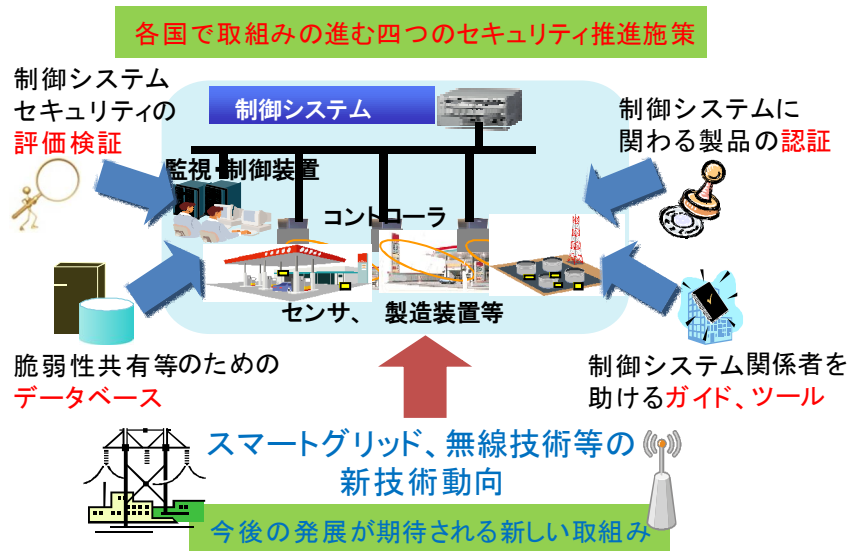 各国で取組みの進む四つのセキュリティ推進施策
制御システム
セキュリティの
評価検証
制御システム
制御システムに
関わる製品の認証
監視・制御装置
コントローラ
センサ、 製造装置等
脆弱性共有等のための
データベース
制御システム関係者を
助けるガイド、ツール
スマートグリッド、無線技術等の
新技術動向
今後の発展が期待される新しい取組み